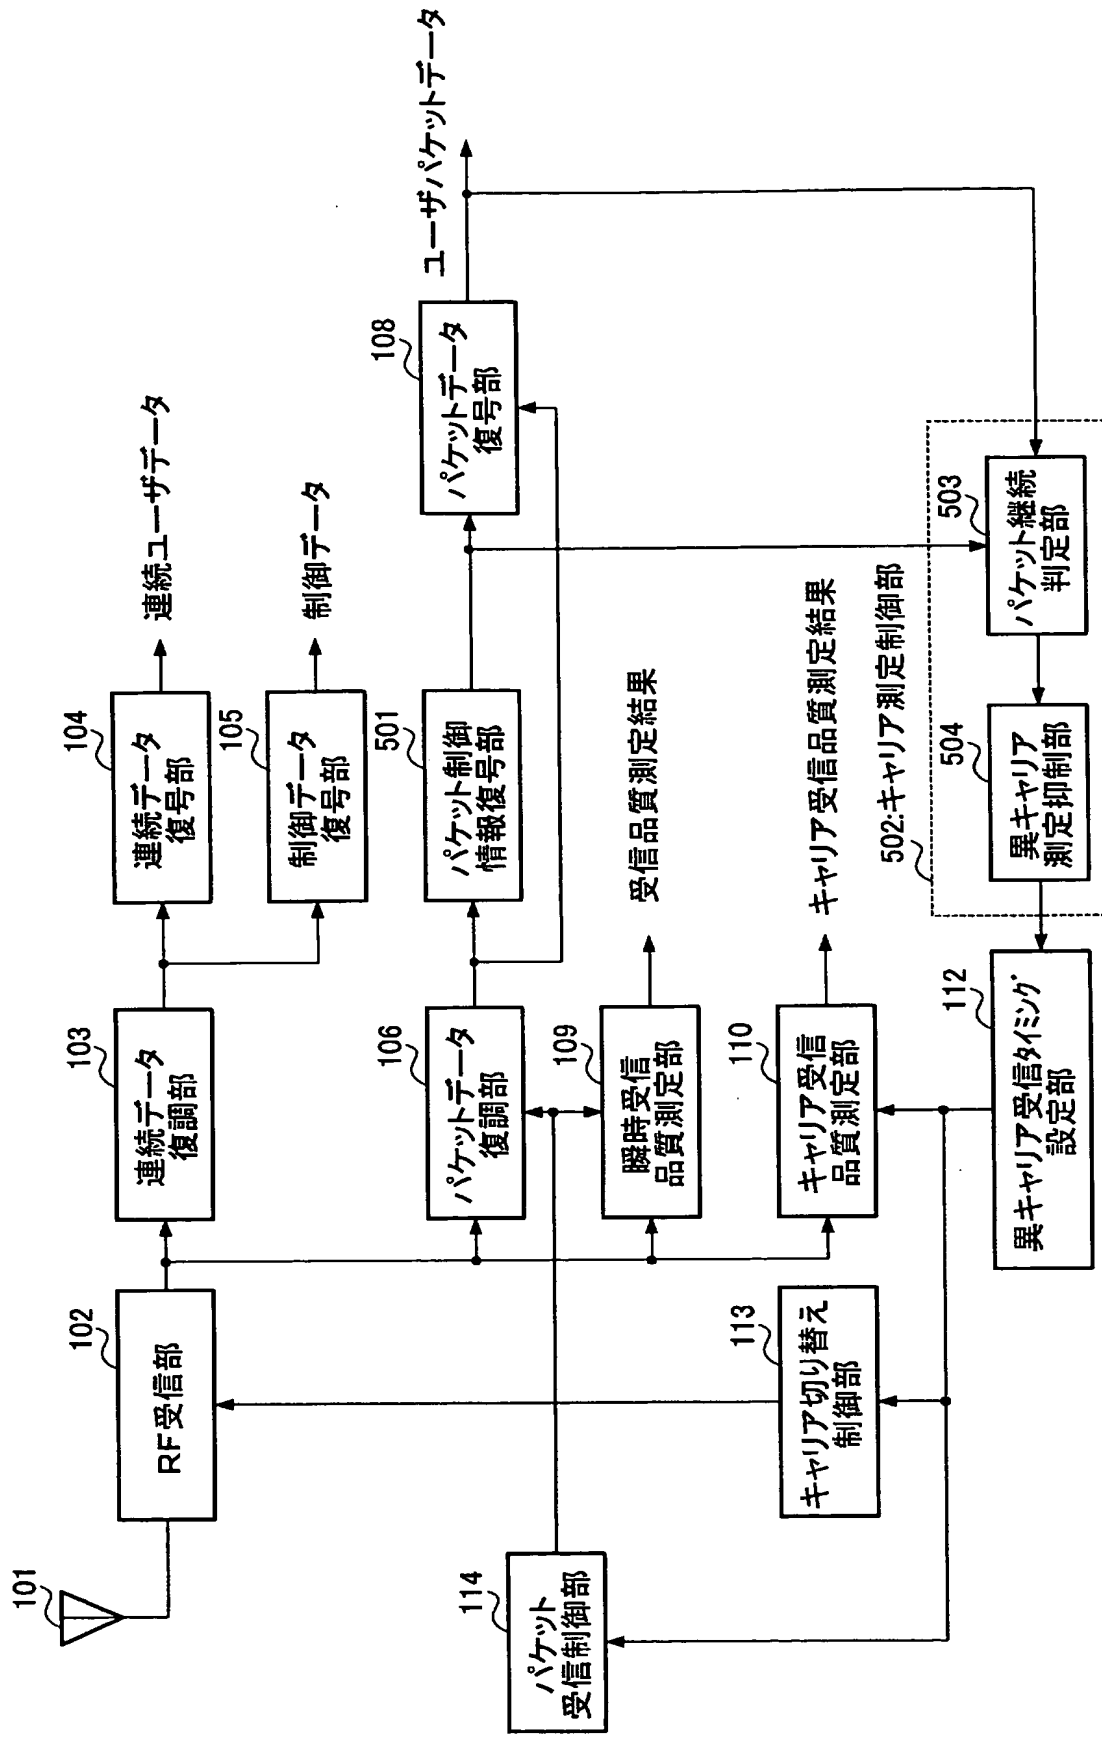 101
102
RF受信部
103
連続データ
復調部
104
連続データ
復号部
連続ユーザデータ
105
制御データ
復号部
制御データ
106
パケットデータ
復調部
501
パケット制御
情報復号部
108
パケットデータ
復号部
ユーザパケットデータ
109
瞬時受信
品質測定部
受信品質測定結果
110
キャリア受信
品質測定部
キャリア受信品質測定結果
114
パケット
受信制御部
113
キャリア切り替え
制御部
112
異キャリア受信タイミング
設定部
502:キャリア測定制御部
504
異キャリア
測定抑制部
503
パケット継続
判定部